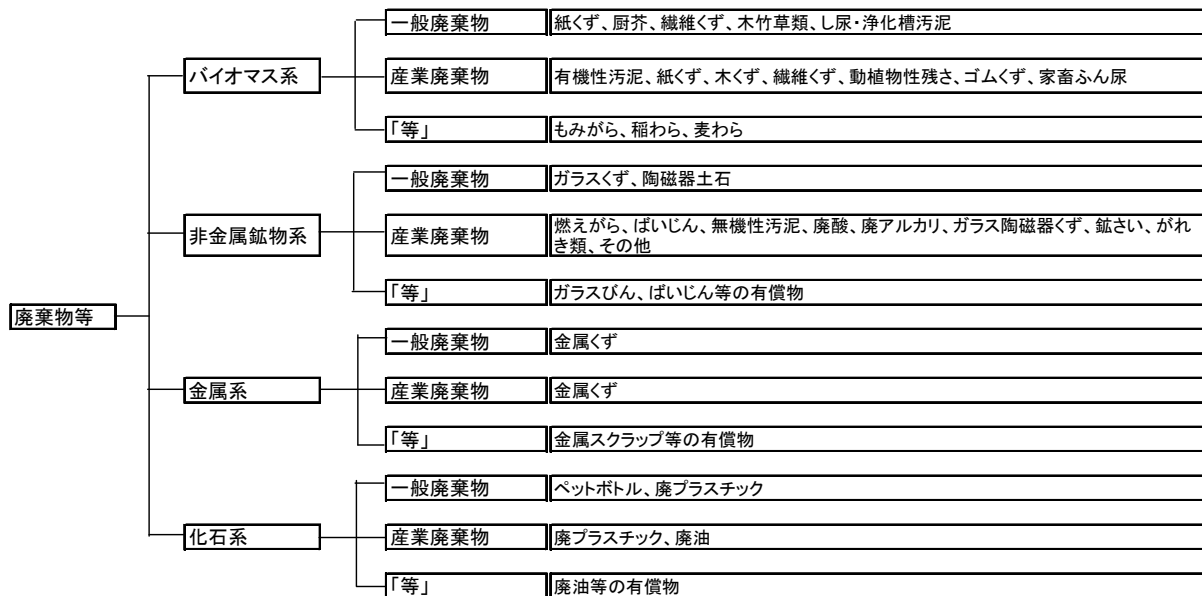 廃棄物等
バイオマス系
一般廃棄物
紙くず、厨芥、繊維くず、木竹草類、し尿・浄化槽汚泥
産業廃棄物
有機性汚泥、紙くず、木くず、繊維くず、動植物性残さ、ゴムくず、家畜ふん尿
「等」
もみがら、稲わら、麦わら
非金属鉱物系
一般廃棄物
ガラスくず、陶磁器土石
産業廃棄物
燃えがら、ばいじん、無機性汚泥、廃酸、廃アルカリ、ガラス陶磁器くず、鉱さい、がれ
き類、その他
「等」
ガラスびん、ばいじん等の有償物
金属系
一般廃棄物
金属くず
産業廃棄物
金属くず
「等」
金属スクラップ等の有償物
化石系
一般廃棄物
ペットボトル、廃プラスチック
産業廃棄物
廃プラスチック、廃油
「等」
廃油等の有償物